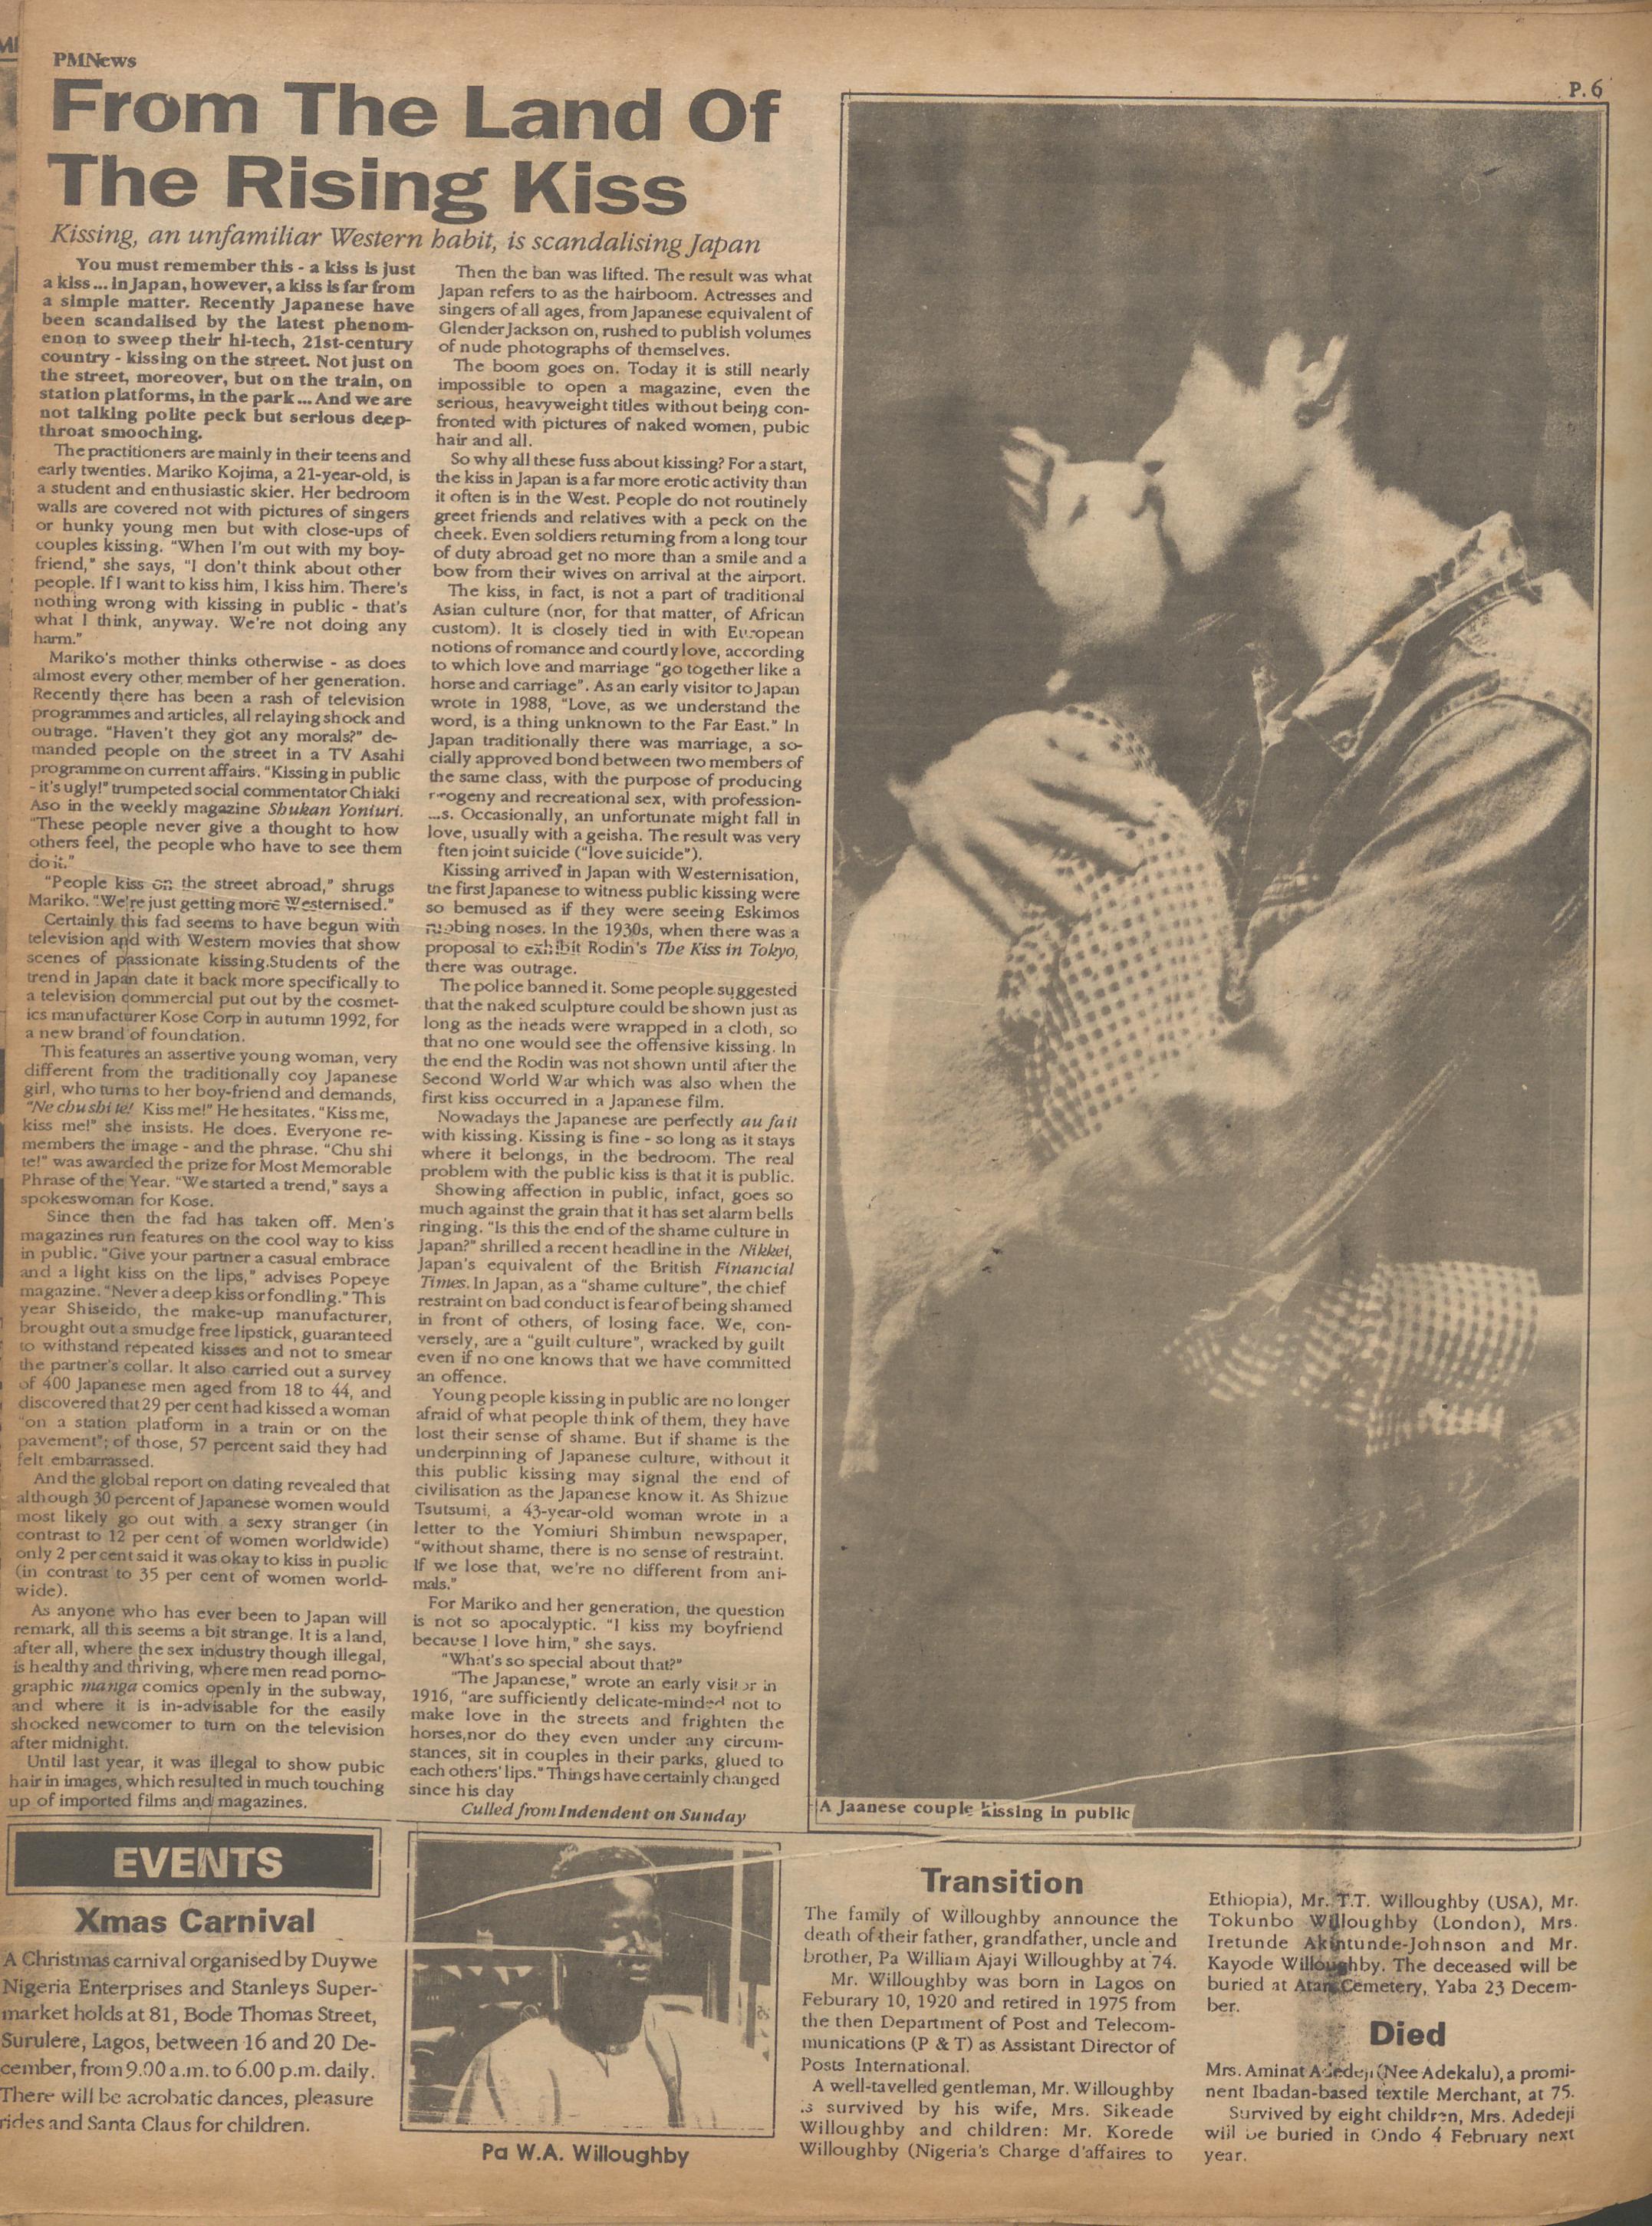 PMNews
P. 6
From The Land Of
The Rising Kiss
Kissing, an unfamiliar Western habit, is scandalising Japan
You must remember this - a kiss is just
a kiss ... in Japan, however, a kiss is far from
a simple matter. Recently Japanese have
been scandalised by the latest phenom-
enon to sweep their hi-tech, 21st-century
country - kissing on the street. Not just on
the street, moreover, but on the train, on
station platforms, in the park ... And we are
not talking polite peck but serious deep-
throat smooching.
The practitioners are mainly in their teens and
early twenties. Mariko Kojima, a 21-year-old, is
a student and enthusiastic skier. Her bedroom
walls are covered not with pictures of singers
or hunky young men but with close-ups of
couples kissing. "When I'm out with my boy-
friend," she says, "I don't think about other
people. If I want to kiss him, I kiss him. There's
nothing wrong with kissing in public - that's
what I think, anyway. We're not doing any
harm."
Mariko's mother thinks otherwise - as does
almost every other member of her generation.
Recently there has been a rash of television
programmes and articles, all relaying shock and
outrage. "Haven't they got any morals?" de-
manded people on the street in a TV Asahi
programme on current affairs. "Kissing in public
- it's ugly!" trumpeted social commentator Chiaki
Aso in the weekly magazine Shukan Yoniuri.
"These people never give a thought to how
others feel, the people who have to see them
do it."
"People kiss on the street abroad," shrugs
Mariko. "We're just getting more Westernised."
Certainly this fad seems to have begun with
television and with Western movies that show
scenes of passionate kissing.Students of the
trend in Japan date it back more specifically to
a television commercial put out by the cosmet-
ics manufacturer Kose Corp in autumn 1992, for
a new brand of foundation.
This features an assertive young woman, very
different from the traditionally coy Japanese
girl, who turns to her boy-friend and demands,
"Ne chu shi te! Kiss me!" He hesitates. "Kiss me,
kiss me!" she insists. He does. Everyone re-
members the image - and the phrase. "Chu shi
te!" was awarded the prize for Most Memorable
Phrase of the Year. "We started a trend," says a
spokeswoman for Kose.
Since then the fad has taken off. Men's
magazines run features on the cool way to kiss
in public. "Give your partner a casual embrace
and a light kiss on the lips," advises Popeye
magazine. "Never a deep kiss or fondling." This
year Shiseido, the make-up manufacturer,
brought out a smudge free lipstick, guaranteed
to withstand repeated kisses and not to smear
the partner's collar. It also carried out a survey
of 400 Japanese men aged from 18 to 44, and
discovered that 29 per cent had kissed a woman
"on a station platform in a train or on the
pavement"; of those, 57 percent said they had
felt embarrassed.
And the global report on dating revealed that
although 30 percent of Japanese women would
most likely go out with a sexy stranger (in
contrast to 12 per cent of women worldwide)
only 2 per cent said it was okay to kiss in public
(in contrast to 35 per cent of women world-
wide).
As anyone who has ever been to Japan will
remark, all this seems a bit strange. It is a land,
after all, where the sex industry though illegal,
is healthy and thriving, where men read porno-
graphic manga comics openly in the subway,
and where it is in-advisable for the easily
shocked newcomer to turn on the television
after midnight.
Until last year, it was illegal to show pubic
hair in images, which resulted in much touching
up of imported films and magazines.
Then the ban was lifted. The result was what
Japan refers to as the hairboom. Actresses and
singers of all ages, from Japanese equivalent of
Glender Jackson on, rushed to publish volumes
of nude photographs of themselves.
The boom goes on. Today it is still nearly
impossible to open a magazine, even the
serious, heavyweight titles without being con-
fronted with pictures of naked women, pubic
hair and all.
So why all these fuss about kissing? For a start,
the kiss in Japan is a far more erotic activity than
it often is in the West. People do not routinely
greet friends and relatives with a peck on the
cheek. Even soldiers returning from a long tour
of duty abroad get no more than a smile and a
bow from their wives on arrival at the airport.
The kiss, in fact, is not a part of traditional
Asian culture (nor, for that matter, of African
custom). It is closely tied in with European
notions of romance and courtly love, according
to which love and marriage "go together like a
horse and carriage". As an early visitor to Japan
wrote in 1988, "Love, as we understand the
word, is a thing unknown to the Far East." In
Japan traditionally there was marriage, a so-
cially approved bond between two members of
the same class, with the purpose of producing
progeny and recreational sex, with profession-
Occasionally, an unfortunate might fall in
love, usually with a geisha. The result was very
ften joint suicide ("love suicide").
Kissing arrived in Japan with Westernisation,
the first Japanese to witness public kissing were
so bemused as if they were seeing Eskimos
rubbing noses. In the 1930s, when there was a
proposal to exhibit Rodin's The Kiss in Tokyo,
there was outrage.
The police banned it. Some people suggested
that the naked sculpture could be shown just as
long as the heads were wrapped in a cloth, so
that no one would see the offensive kissing. In
the end the Rodin was not shown until after the
Second World War which was also when the
first kiss occurred in a Japanese film.
Nowadays the Japanese are perfectly au fait
with kissing. Kissing is fine - so long as it stays
where it belongs, in the bedroom. The real
problem with the public kiss is that it is public.
Showing affection in public, infact, goes so
much against the grain that it has set alarm bells
ringing. "Is this the end of the shame culture in
Japan?" shrilled a recent headline in the Nikkei,
Japan's equivalent of the British Financial
Times. In Japan, as a "shame culture", the chief
restraint on bad conduct is fear of being shamed
in front of others, of losing face. We, con-
versely, are a "guilt culture", wracked by guilt
even if no one knows that we have committed
an offence.
Young people kissing in public are no longer
afraid of what people think of them, they have
lost their sense of shame. But if shame is the
underpinning of Japanese culture, without it
this public kissing may signal the end of
civilisation as the Japanese know it. As Shizue
Tsutsumi, a 43-year-old woman wrote in a
letter to the Yomiuri Shimbun newspaper,
"without shame, there is no sense of restraint.
If we lose that, we're no different from ani-
mals."
For Mariko and her generation, the question
is not so apocalyptic. "I kiss my boyfriend
because I love him," she says.
"What's so special about that?"
"The Japanese," wrote an early visitor in
1916, "are sufficiently delicate-minded not to
make love in the streets and frighten the
horses,nor do they even under any circum-
stances, sit in couples in their parks, glued to
each others' lips." Things have certainly changed
since his day
Culled from Indendent on Sunday
A Jaanese couple kissing in public
EVENTS
Xmas Carnival
A Christmas carnival organised by Duywe
Nigeria Enterprises and Stanleys Super-
market holds at 81, Bode Thomas Street,
Surulere, Lagos, between 16 and 20 De-
cember, from 9.00 a.m. to 6.00 p.m. daily.
There will be acrobatic dances, pleasure
rides and Santa Claus for children.
Pa W.A. Willoughby
Transition
The family of Willoughby announce the
death of their father, grandfather, uncle and
brother, Pa William Ajayi Willoughby at 74.
Mr. Willoughby was born in Lagos on
Feburary 10, 1920 and retired in 1975 from
the then Department of Post and Telecom-
munications (P & T) as Assistant Director of
Posts International.
A well-tavelled gentleman, Mr. Willoughby
is survived by his wife, Mrs. Sikeade
Willoughby and children: Mr. Korede
Willoughby (Nigeria's Charge d'affaires to
Ethiopia), Mr. T.T. Willoughby (USA), Mr.
Tokunbo Willoughby (London), Mrs.
Iretunde Akintunde-Johnson and Mr.
Kayode Willoughby. The deceased will be
buried at Atan Cemetery, Yaba 23 Decem-
ber.
Died
Mrs. Aminat Adedeji (Nee Adekalu), a promi-
nent Ibadan-based textile Merchant, at 75.
Survived by eight children, Mrs. Adedeji
will be buried in Ondo 4 February next
year.